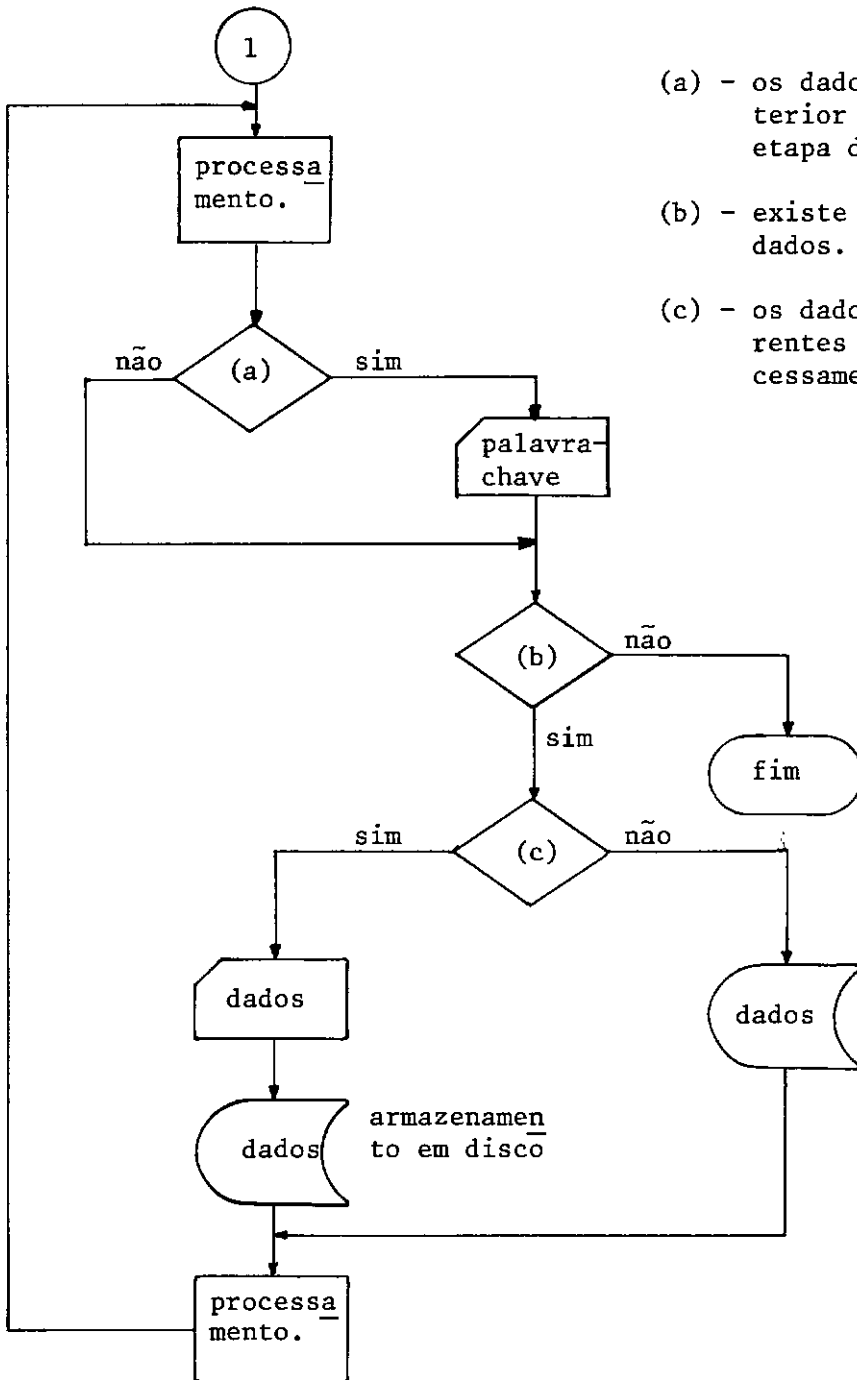 1
(a) - os dado
terior
etapa d
(b) - existe
dados.
(c) - os dado
rentes
cessame
processa
mento.
não
(a)
sim
palavra-
chave
(b)
não
sim
fim
sim
(c)
não
dados
dados
dados
armazenamen
to em disco
processa
mento.